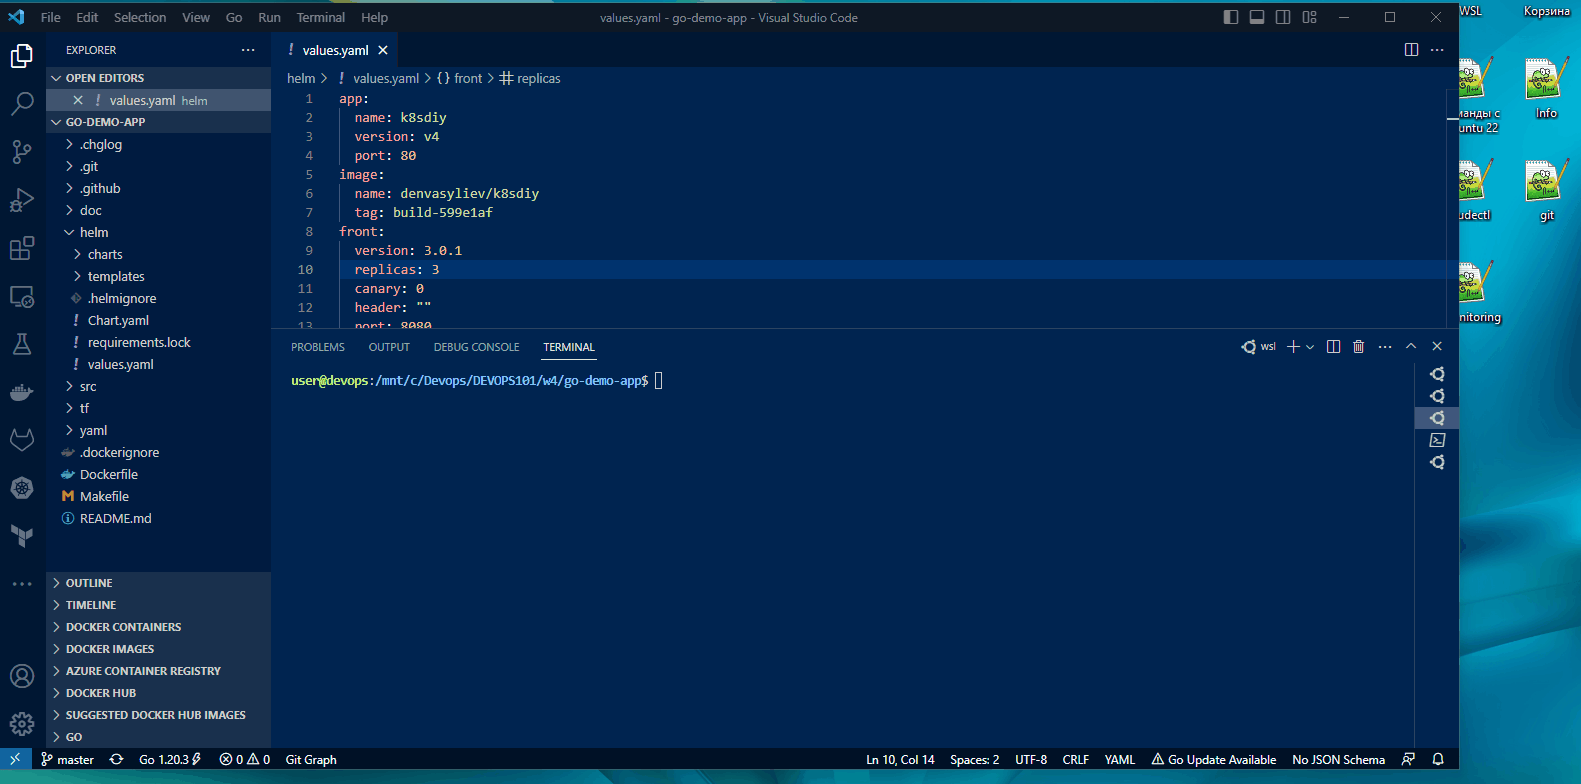 File Edit Selection View Go Run Terminal Help
values.yaml - go-demo-app - Visual Studio Code
EXPLORER
OPEN EDITORS
values.yaml helm
GO-DEMO-APP
.chglog
.git
.github
doc
helm
charts
templates
.helmignore
Chart.yaml
requirements.lock
values.yaml
src
tf
yaml
.dockerignore
Dockerfile
Makefile
README.md
OUTLINE
TIMELINE
DOCKER CONTAINERS
DOCKER IMAGES
AZURE CONTAINER REGISTRY
DOCKER HUB
SUGGESTED DOCKER HUB IMAGES
GO
! values.yaml
helm > ! values.yaml > {} front > replicas
1 app:
2 name: k8sdiy
3 version: v4
4 port: 80
5 image:
6 name: denvasyliev/k8sdiy
7 tag: build-599e1af
8 front:
9 version: 3.0.1
10 replicas: 3
11 canary: 0
12 header: ""
13 port: 8080
PROBLEMS OUTPUT DEBUG CONSOLE TERMINAL
wsl
user@devops:/mnt/c/Devops/DEVOPS101/w4/go-demo-app$
master Go 1.20.3 0 0 Git Graph
Ln 10, Col 14 Spaces: 2 UTF-8 CRLF YAML Go Update Available No JSON Schema
WSL
Корзина
Info
git